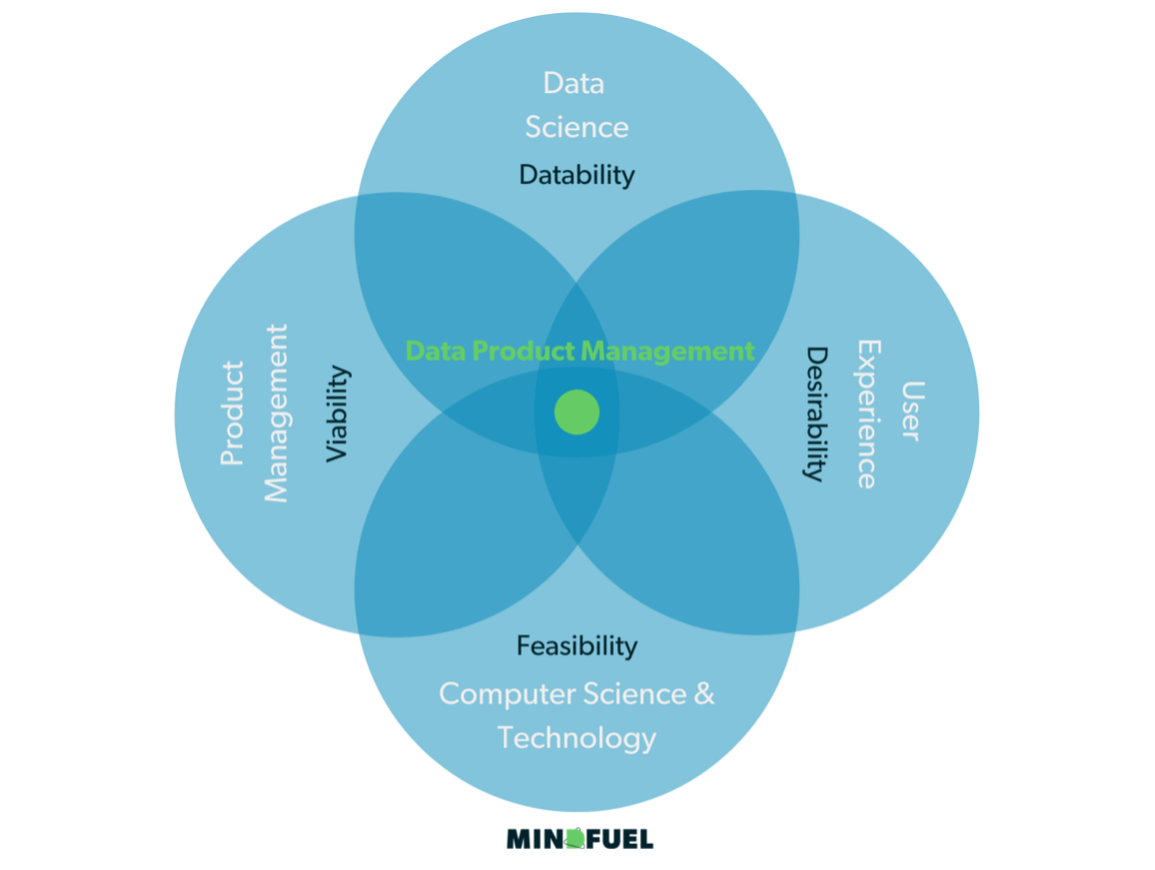 Data
Science
Datability
Data Product Management
Product
Management
Viability
Desirability
User
Experience
Feasibility
Computer Science &
Technology
MINDFUEL